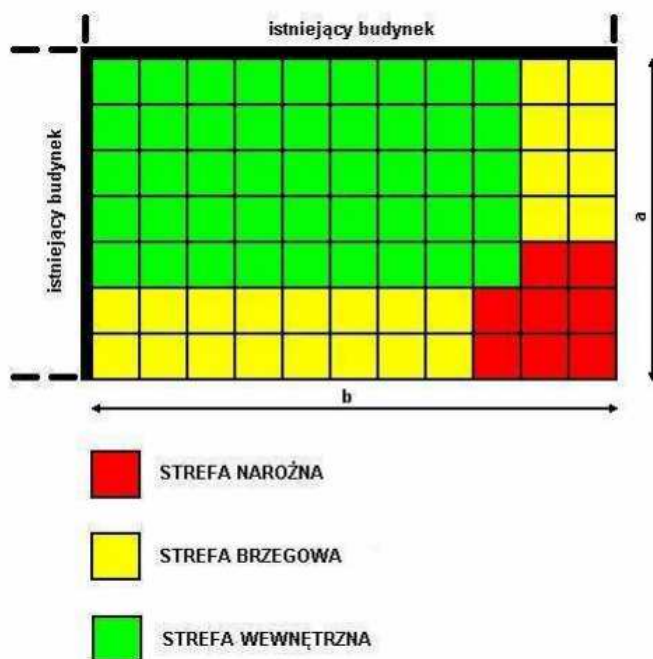 istniejący budynek
istniejący budynek
a
b
STREFA NAROŻNA
STREFA BRZEGOWA
STREFA WEWNĘTRZNA